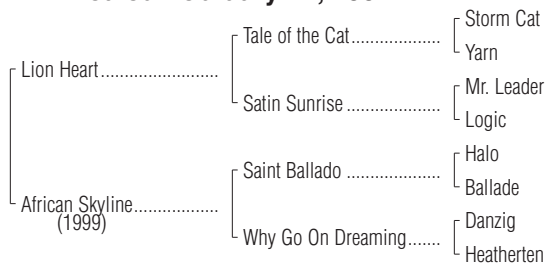 Tale of the Cat....................
Storm Cat
Yarn
Lion Heart..........................
Satin Sunrise .....................
Mr. Leader
Logic
Saint Ballado .....................
Halo
Ballade
African Skyline...................
(1999)
Why Go On Dreaming.......
Danzig
Heatherten